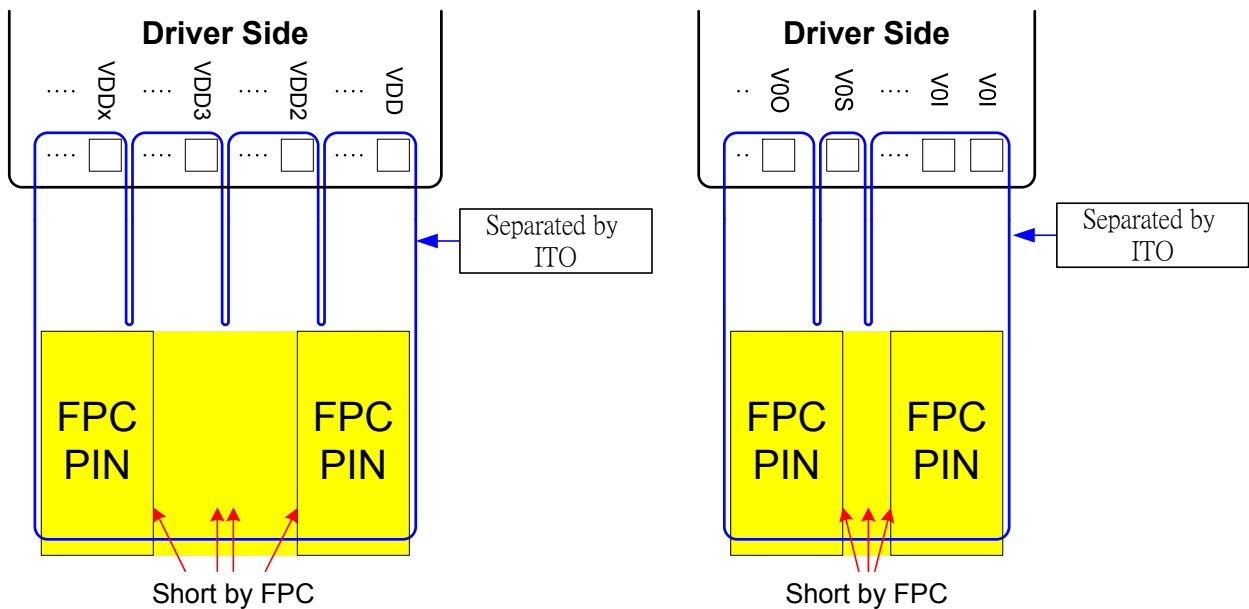 Driver Side
···· VDDx ···· VDD3 ···· VDD2 ···· VDD
···· ···· ···· ····
Separated by
ITO
FPC
PIN
FPC
PIN
Short by FPC
Driver Side
·· V0O V0S ···· V0I V0I
·· ····
Separated by
ITO
FPC
PIN
FPC
PIN
Short by FPC